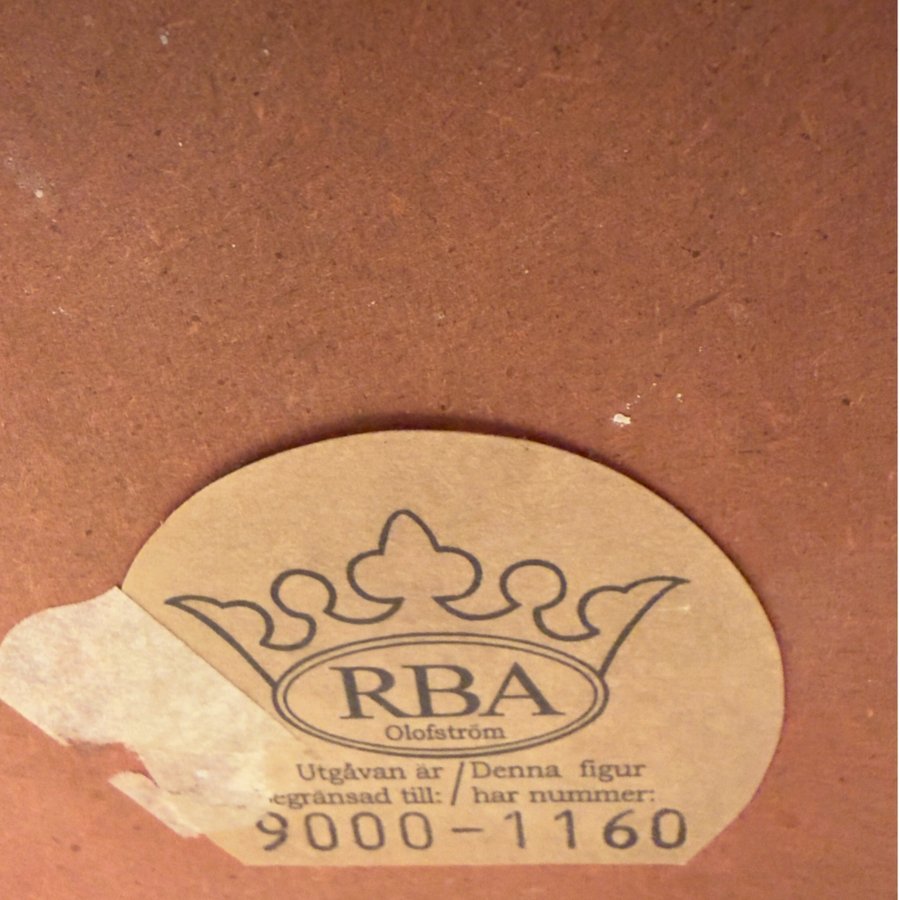 RBA
Olofström
Utgåvan är / Denna figur
egränsad till: / har nummer:
9000-1160